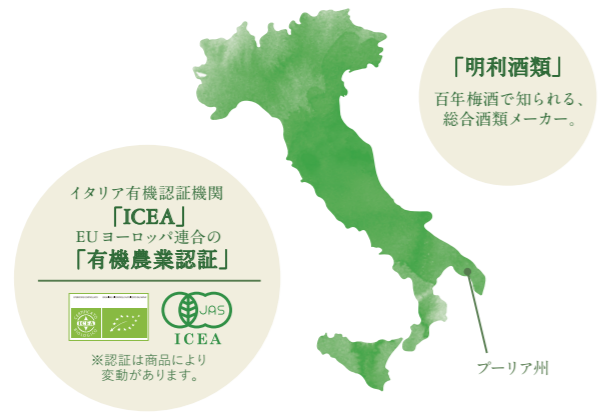 「明利酒類」
百年梅酒で知られる、
総合酒類メーカー。
イタリア有機認証機関
「ICEA」
EUヨーロッパ連合の
「有機農業認証」
ICEA
JAS
ICEA
※認証は商品により
変動があります。
プーリア州